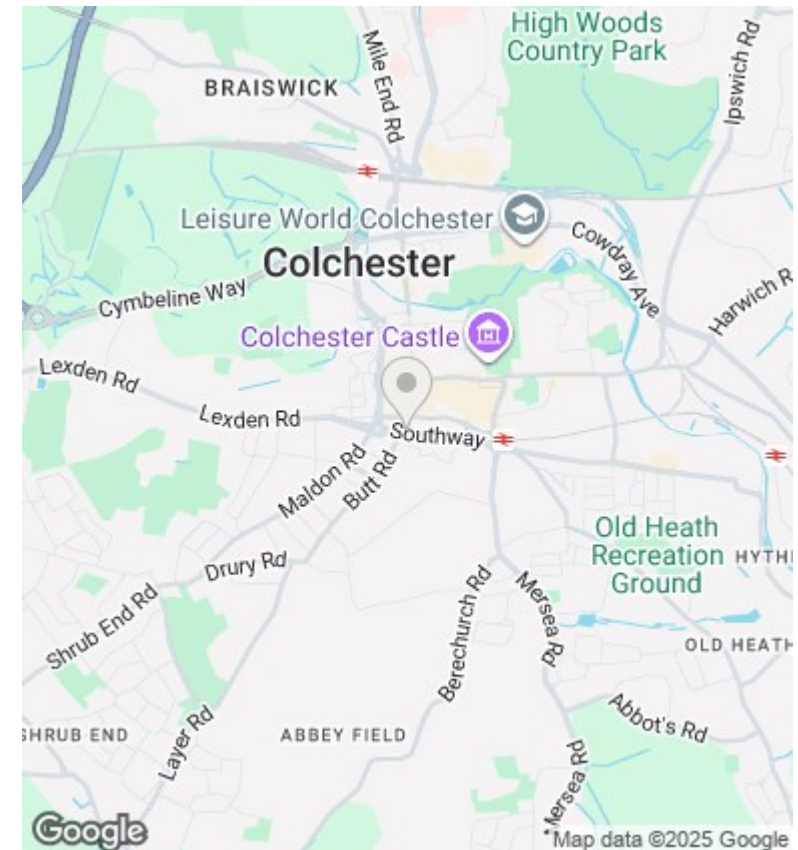 High Woods
Country Park
Mile End Rd
Ipswich Rd
BRAISWICK
Leisure World Colchester
Colchester
Cowdray Ave
Cymbeline Way
Harwich R
Colchester Castle
Lexden Rd
Lexden Rd
Southway
Maldon Rd
Butt Rd
Old Heath
Recreation
Ground
HYTH
Drury Rd
Berechurch Rd
Mersea Rd
Shrub End Rd
OLD HEATH
Layer Rd
Abbot's Rd
SHRUB END
ABBEY FIELD
Mersea Rd
Google
Map data ©2025 Google